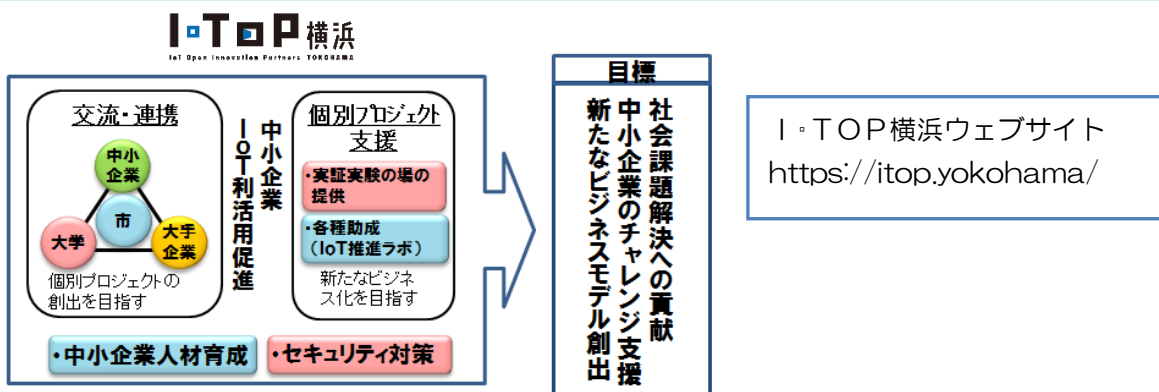 I▫TOP横浜
IoT Open Innovation Partners YOKOHAMA
交流・連携
中小
企業
市
大学
大手
企業
個別プロジェクトの
創出を目指す
中小企業
IoT利活用促進
個別プロジェクト
支援
・実証実験の場の
提供
・各種助成
（IoT推進ラボ）
新たなビジネ
ス化を目指す
・中小企業人材育成
・セキュリティ対策
目標
社会課題解決への貢献
中小企業のチャレンジ支援
新たなビジネスモデル創出
I▫TOP横浜ウェブサイト
https://itop.yokohama/